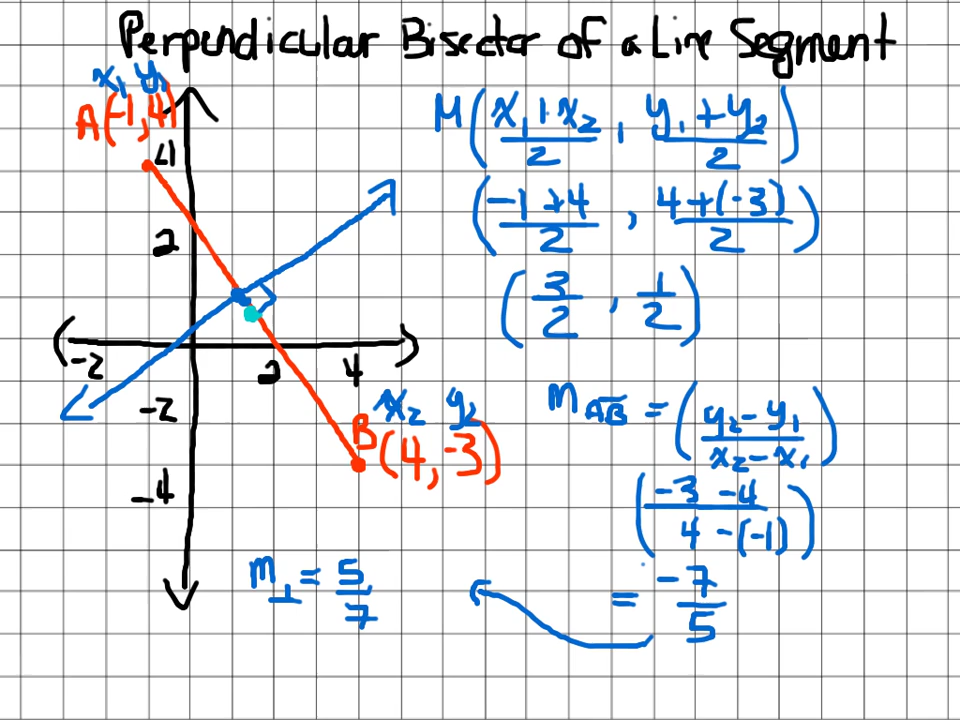 Perpendicular Bisector of a Line Segment
x₁ y₁
A(-1,4)
4
2
-2
2
4
-2
-4
x₂ y₂
B(4,-3)
M(x₁+x₂/2, y₁+y₂/2)
(-1+4/2, 4+(-3)/2)
(3/2, 1/2)
m_AB = (y₂-y₁/x₂-x₁)
(-3-4/4-(-1))
= -7/5
m⊥ = 5/7